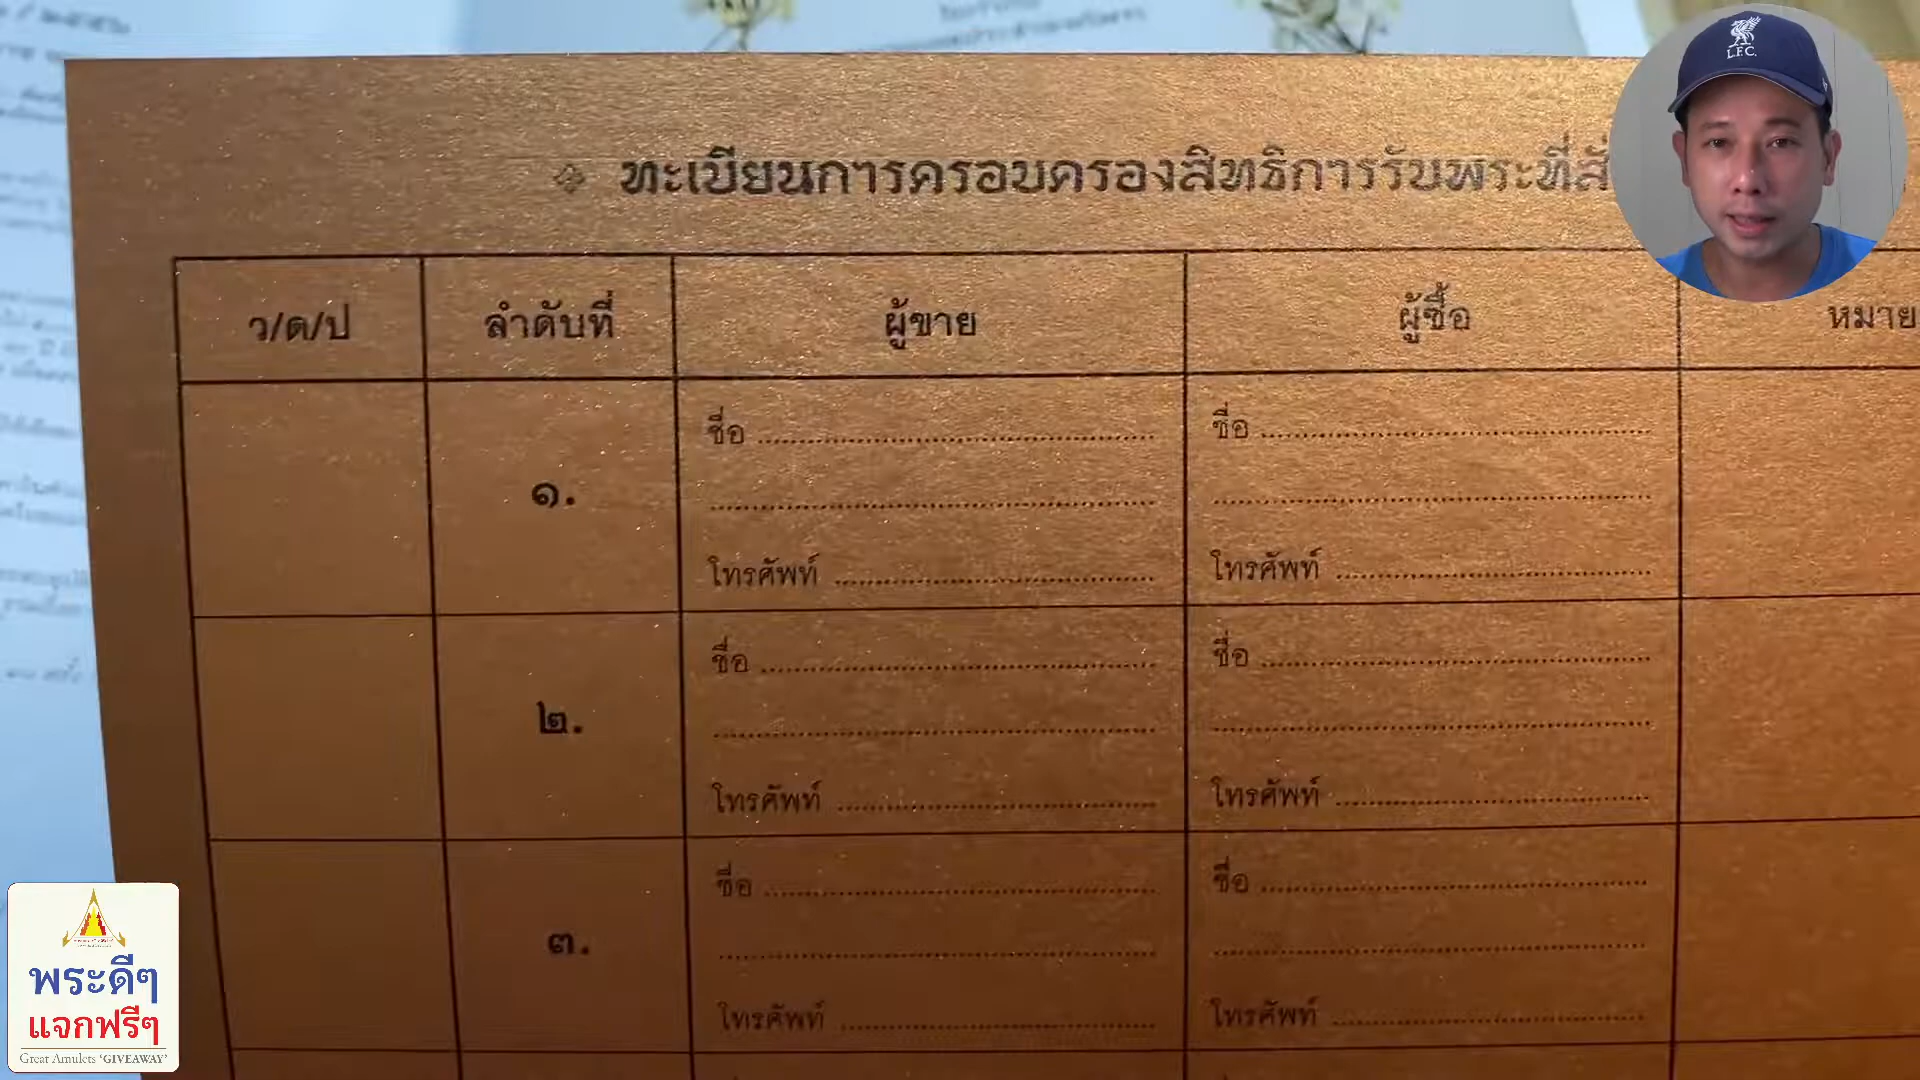 ทะเบียนการครอบครองสิทธิการรับพระที่สั่
ว/ด/ป ลำดับที่ ผู้ขาย ผู้ซื้อ หมาย
ชื่อ ชื่อ
๑.
โทรศัพท์ โทรศัพท์
ชื่อ ชื่อ
๒.
โทรศัพท์ โทรศัพท์
ชื่อ ชื่อ
๓.
โทรศัพท์ โทรศัพท์
L.F.C.
พระดีๆ
แจกฟรีๆ
Great Amulets ‘GIVEAWAY’